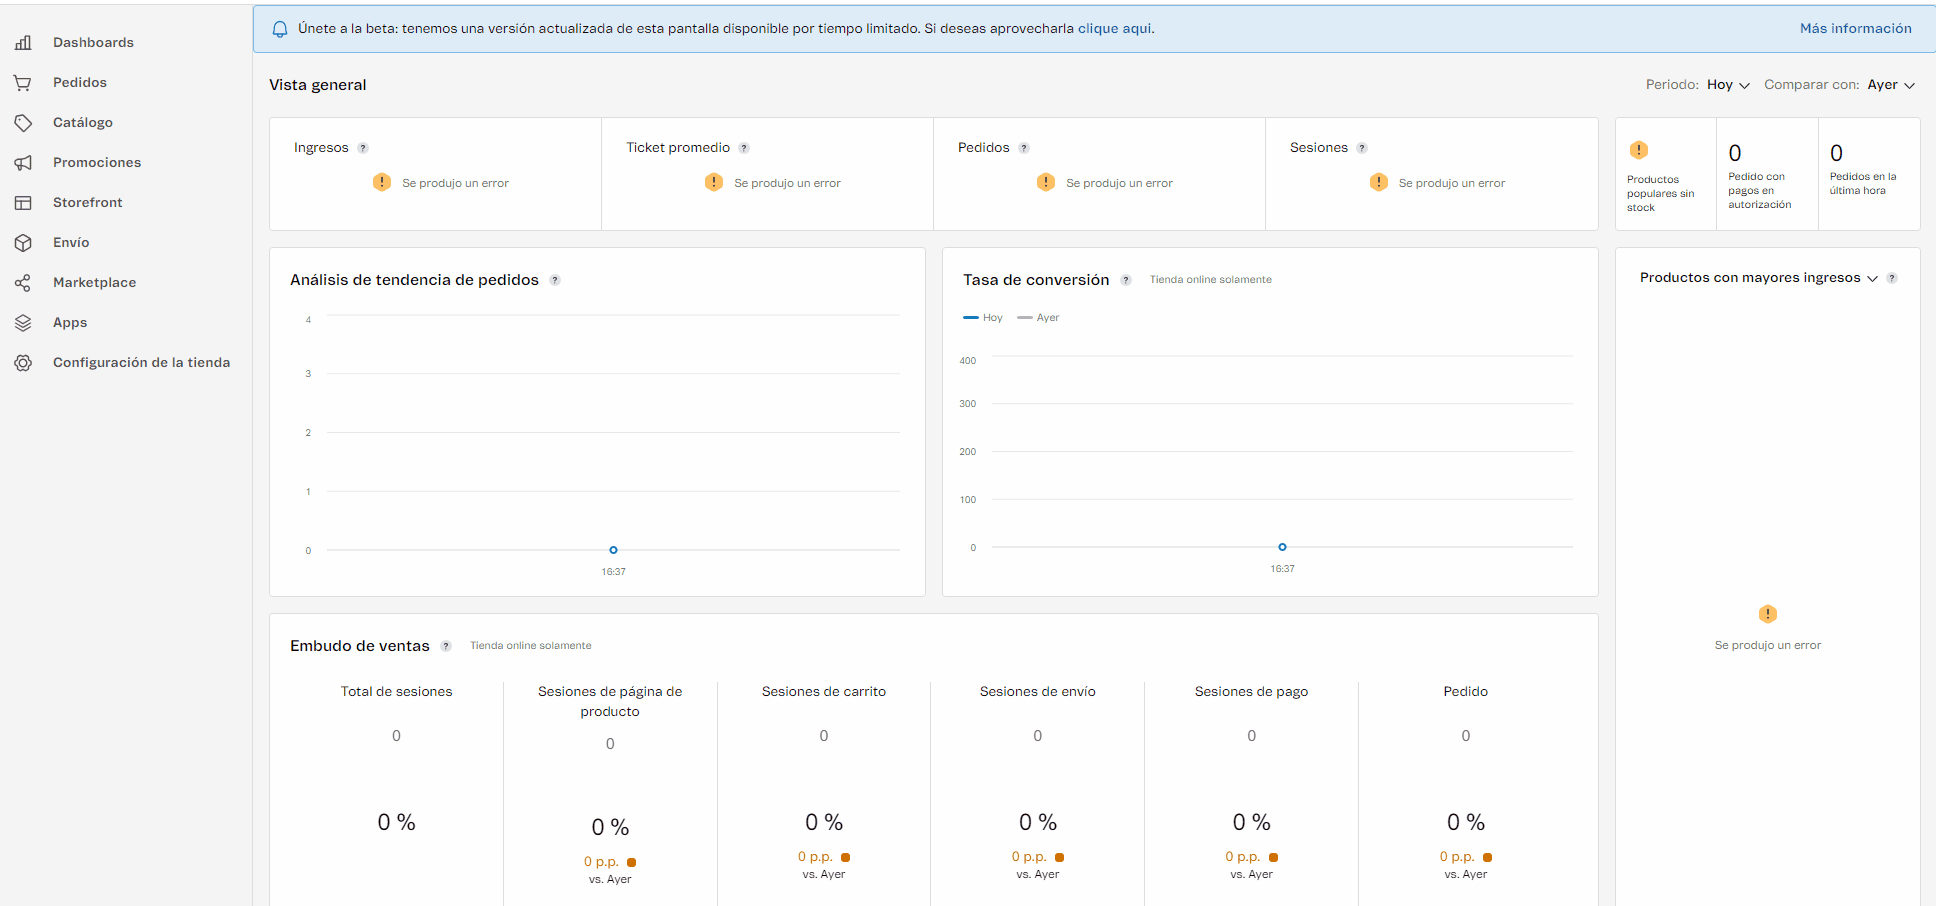 Únete a la beta: tenemos una versión actualizada de esta pantalla disponible por tiempo limitado. Si deseas aprovecharla clique aqui.
Más información
Dashboards
Pedidos
Catálogo
Promociones
Storefront
Envío
Marketplace
Apps
Configuración de la tienda
Vista general
Periodo: Hoy
Comparar con: Ayer
Ingresos ?
! Se produjo un error
Ticket promedio ?
! Se produjo un error
Pedidos ?
! Se produjo un error
Sesiones ?
! Se produjo un error
!
Productos
populares sin
stock
0
Pedido con
pagos en
autorización
0
Pedidos en la
última hora
Análisis de tendencia de pedidos ?
4
3
2
1
0
16:37
Tasa de conversión ? Tienda online solamente
Hoy Ayer
400
300
200
100
0
16:37
Productos con mayores ingresos ?
!
Se produjo un error
Embudo de ventas ? Tienda online solamente
Total de sesiones
0
0 %
Sesiones de página de
producto
0
0 %
0 p.p.
vs. Ayer
Sesiones de carrito
0
0 %
0 p.p.
vs. Ayer
Sesiones de envío
0
0 %
0 p.p.
vs. Ayer
Sesiones de pago
0
0 %
0 p.p.
vs. Ayer
Pedido
0
0 %
0 p.p.
vs. Ayer